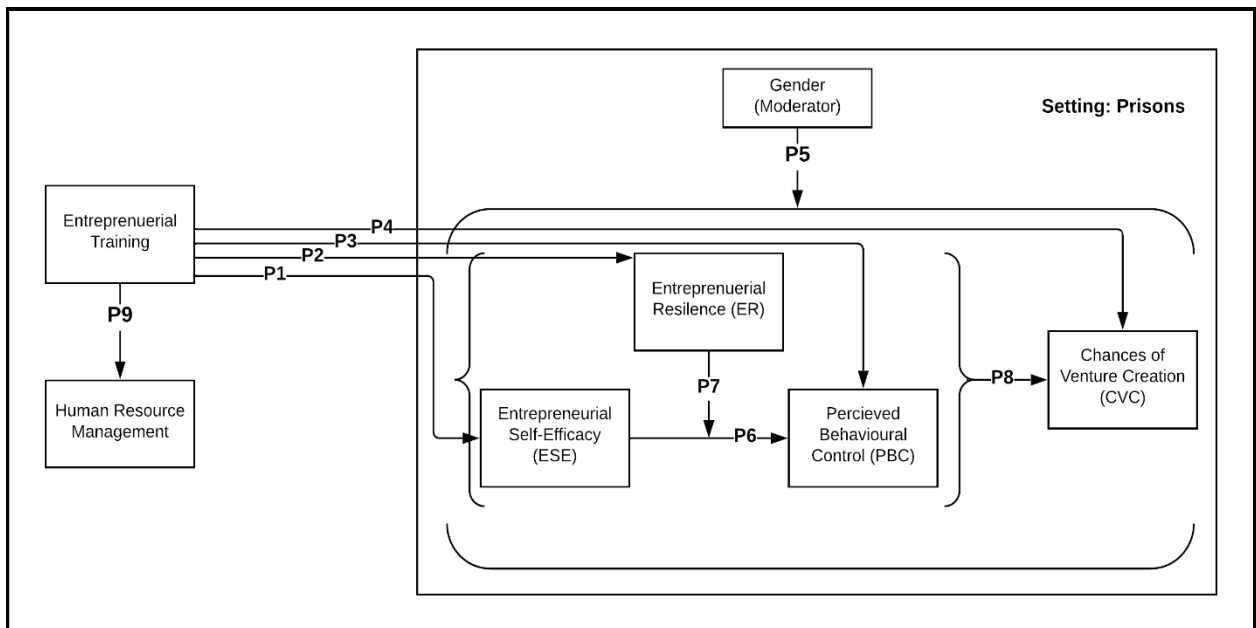 Gender
(Moderator)
Setting: Prisons
P5
Entreprenuerial
Training
P4
P3
P2
P1
Entreprenuerial
Resilence (ER)
P9
Chances of
Venture Creation
(CVC)
P7
P8
Human Resource
Management
Entrepreneurial
Self-Efficacy
(ESE)
P6
Percieved
Behavioural
Control (PBC)